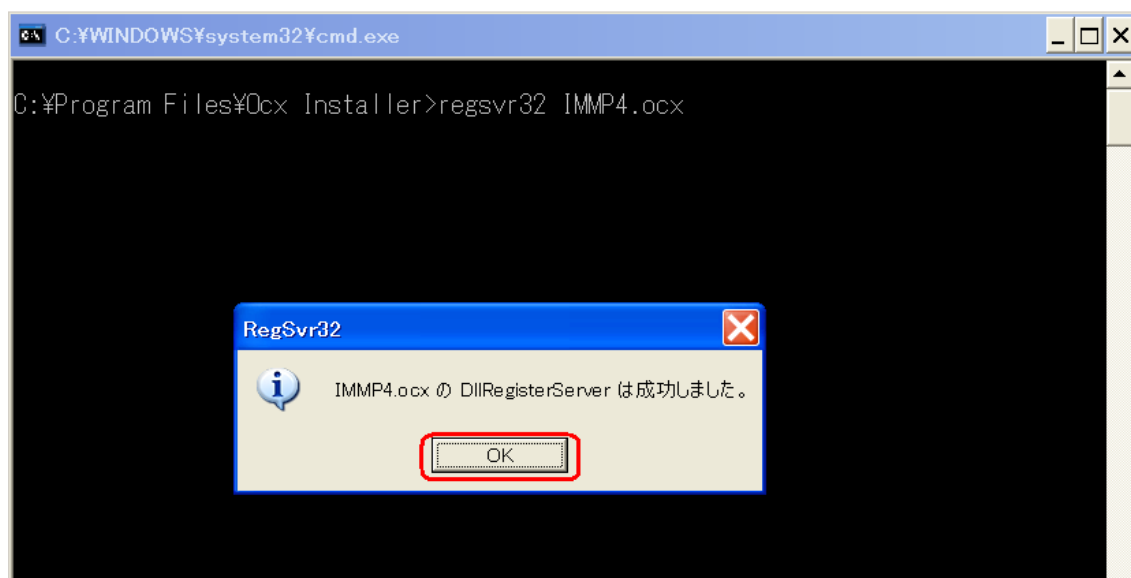 C:¥WINDOWS¥system32¥cmd.exe
C:¥Program Files¥Ocx Installer>regsvr32 IMMP4.ocx
RegSvr32
IMMP4.ocx の DllRegisterServer は成功しました。
OK